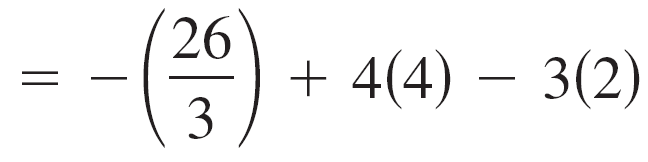 = −(26/3) + 4(4) − 3(2)